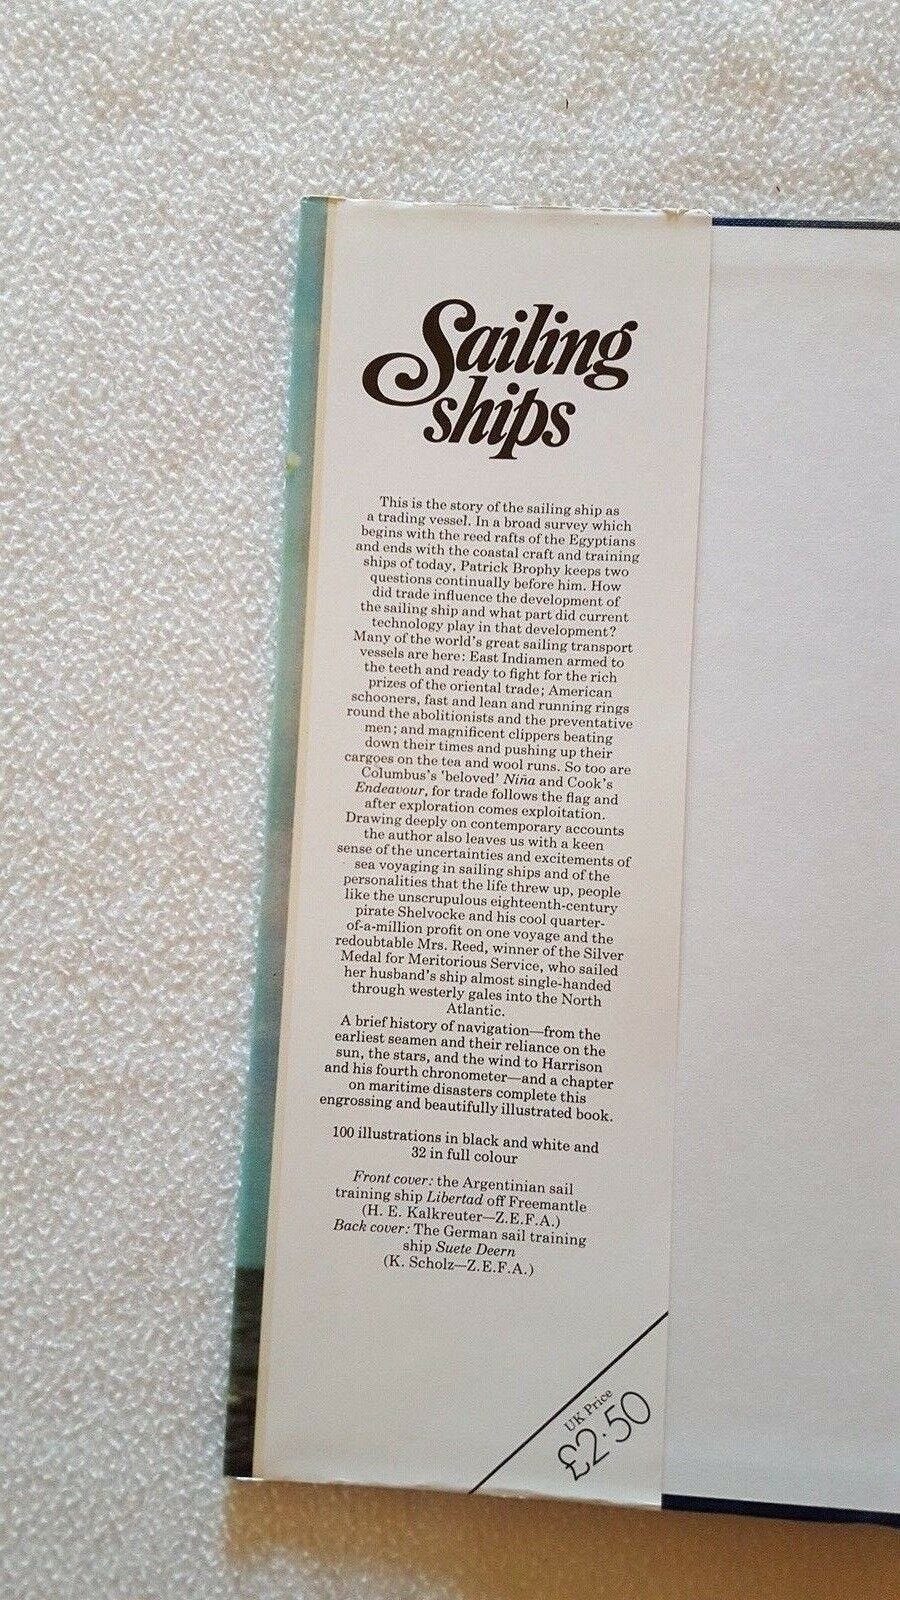 Sailing
ships
This is the story of the sailing ship as
a trading vessel. In a broad survey which
begins with the reed rafts of the Egyptians
and ends with the coastal craft and training
ships of today, Patrick Brophy keeps two
questions continually before him. How
did trade influence the development of
the sailing ship and what part did current
technology play in that development?
Many of the world's great sailing transport
vessels are here: East Indiamen armed to
the teeth and ready to fight for the rich
prizes of the oriental trade; American
schooners, fast and lean and running rings
round the abolitionists and the preventative
men; and magnificent clippers beating
down their times and pushing up their
cargoes on the tea and wool runs. So too are
Columbus's 'beloved' Niña and Cook's
Endeavour, for trade follows the flag and
after exploration comes exploitation.
Drawing deeply on contemporary accounts
the author also leaves us with a keen
sense of the uncertainties and excitements of
sea voyaging in sailing ships and of the
personalities that the life threw up, people
like the unscrupulous eighteenth-century
pirate Shelvocke and his cool quarter-
of-a-million profit on one voyage and the
redoubtable Mrs. Reed, winner of the Silver
Medal for Meritorious Service, who sailed
her husband's ship almost single-handed
through westerly gales into the North
Atlantic.
A brief history of navigation—from the
earliest seamen and their reliance on the
sun, the stars, and the wind to Harrison
and his fourth chronometer—and a chapter
on maritime disasters complete this
engrossing and beautifully illustrated book.
100 illustrations in black and white and
32 in full colour
Front cover: the Argentinian sail
training ship Libertad off Freemantle
(H. E. Kalkreuter—Z.E.F.A.)
Back cover: The German sail training
ship Suete Deern
(K. Scholz—Z.E.F.A.)
UK Price
£2·50